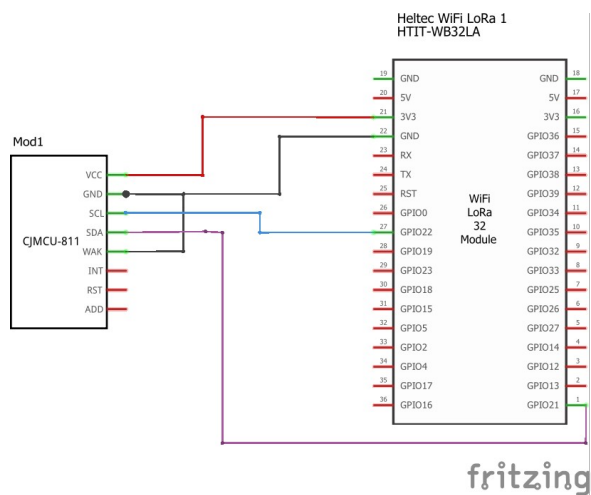 Heltec WiFi LoRa 1
HTIT-WB32LA
Mod1
CJMCU-811
VCC
GND
SCL
SDA
WAK
INT
RST
ADD
WiFi
LoRa
32
Module
19 GND
20 5V
21 3V3
22 GND
23 RX
24 TX
25 RST
26 GPIO0
27 GPIO22
28 GPIO19
29 GPIO23
30 GPIO18
31 GPIO15
32 GPIO5
33 GPIO2
34 GPIO4
35 GPIO17
36 GPIO16
GND 18
5V 17
3V3 16
GPIO36 15
GPIO37 14
GPIO38 13
GPIO39 12
GPIO34 11
GPIO35 10
GPIO32 9
GPIO33 8
GPIO25 7
GPIO26 6
GPIO27 5
GPIO14 4
GPIO12 3
GPIO13 2
GPIO21 1
fritzing